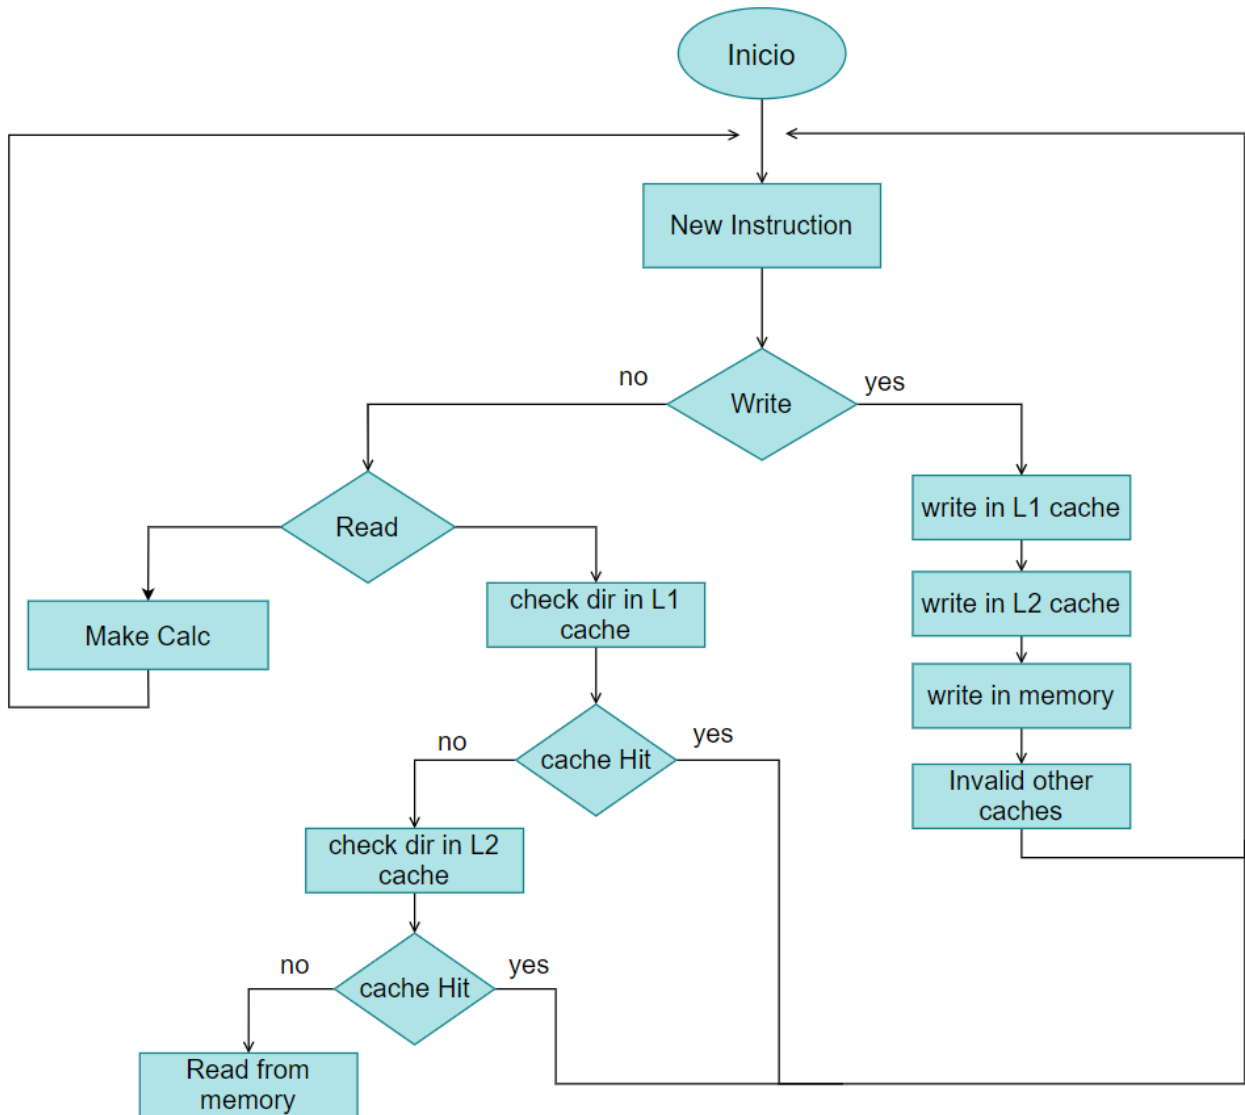 Inicio
New Instruction
no
yes
Write
Read
write in L1 cache
check dir in L1
cache
write in L2 cache
Make Calc
write in memory
no
yes
cache Hit
Invalid other
caches
check dir in L2
cache
no
yes
cache Hit
Read from
memory